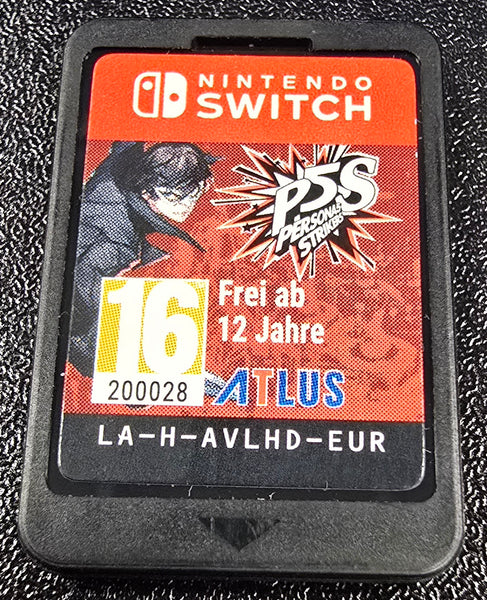 NINTENDO
SWITCH
P5S
PERSONA5
STRIKERS
16
200028
Frei ab
12 Jahre
ATLUS
LA-H-AVLHD-EUR